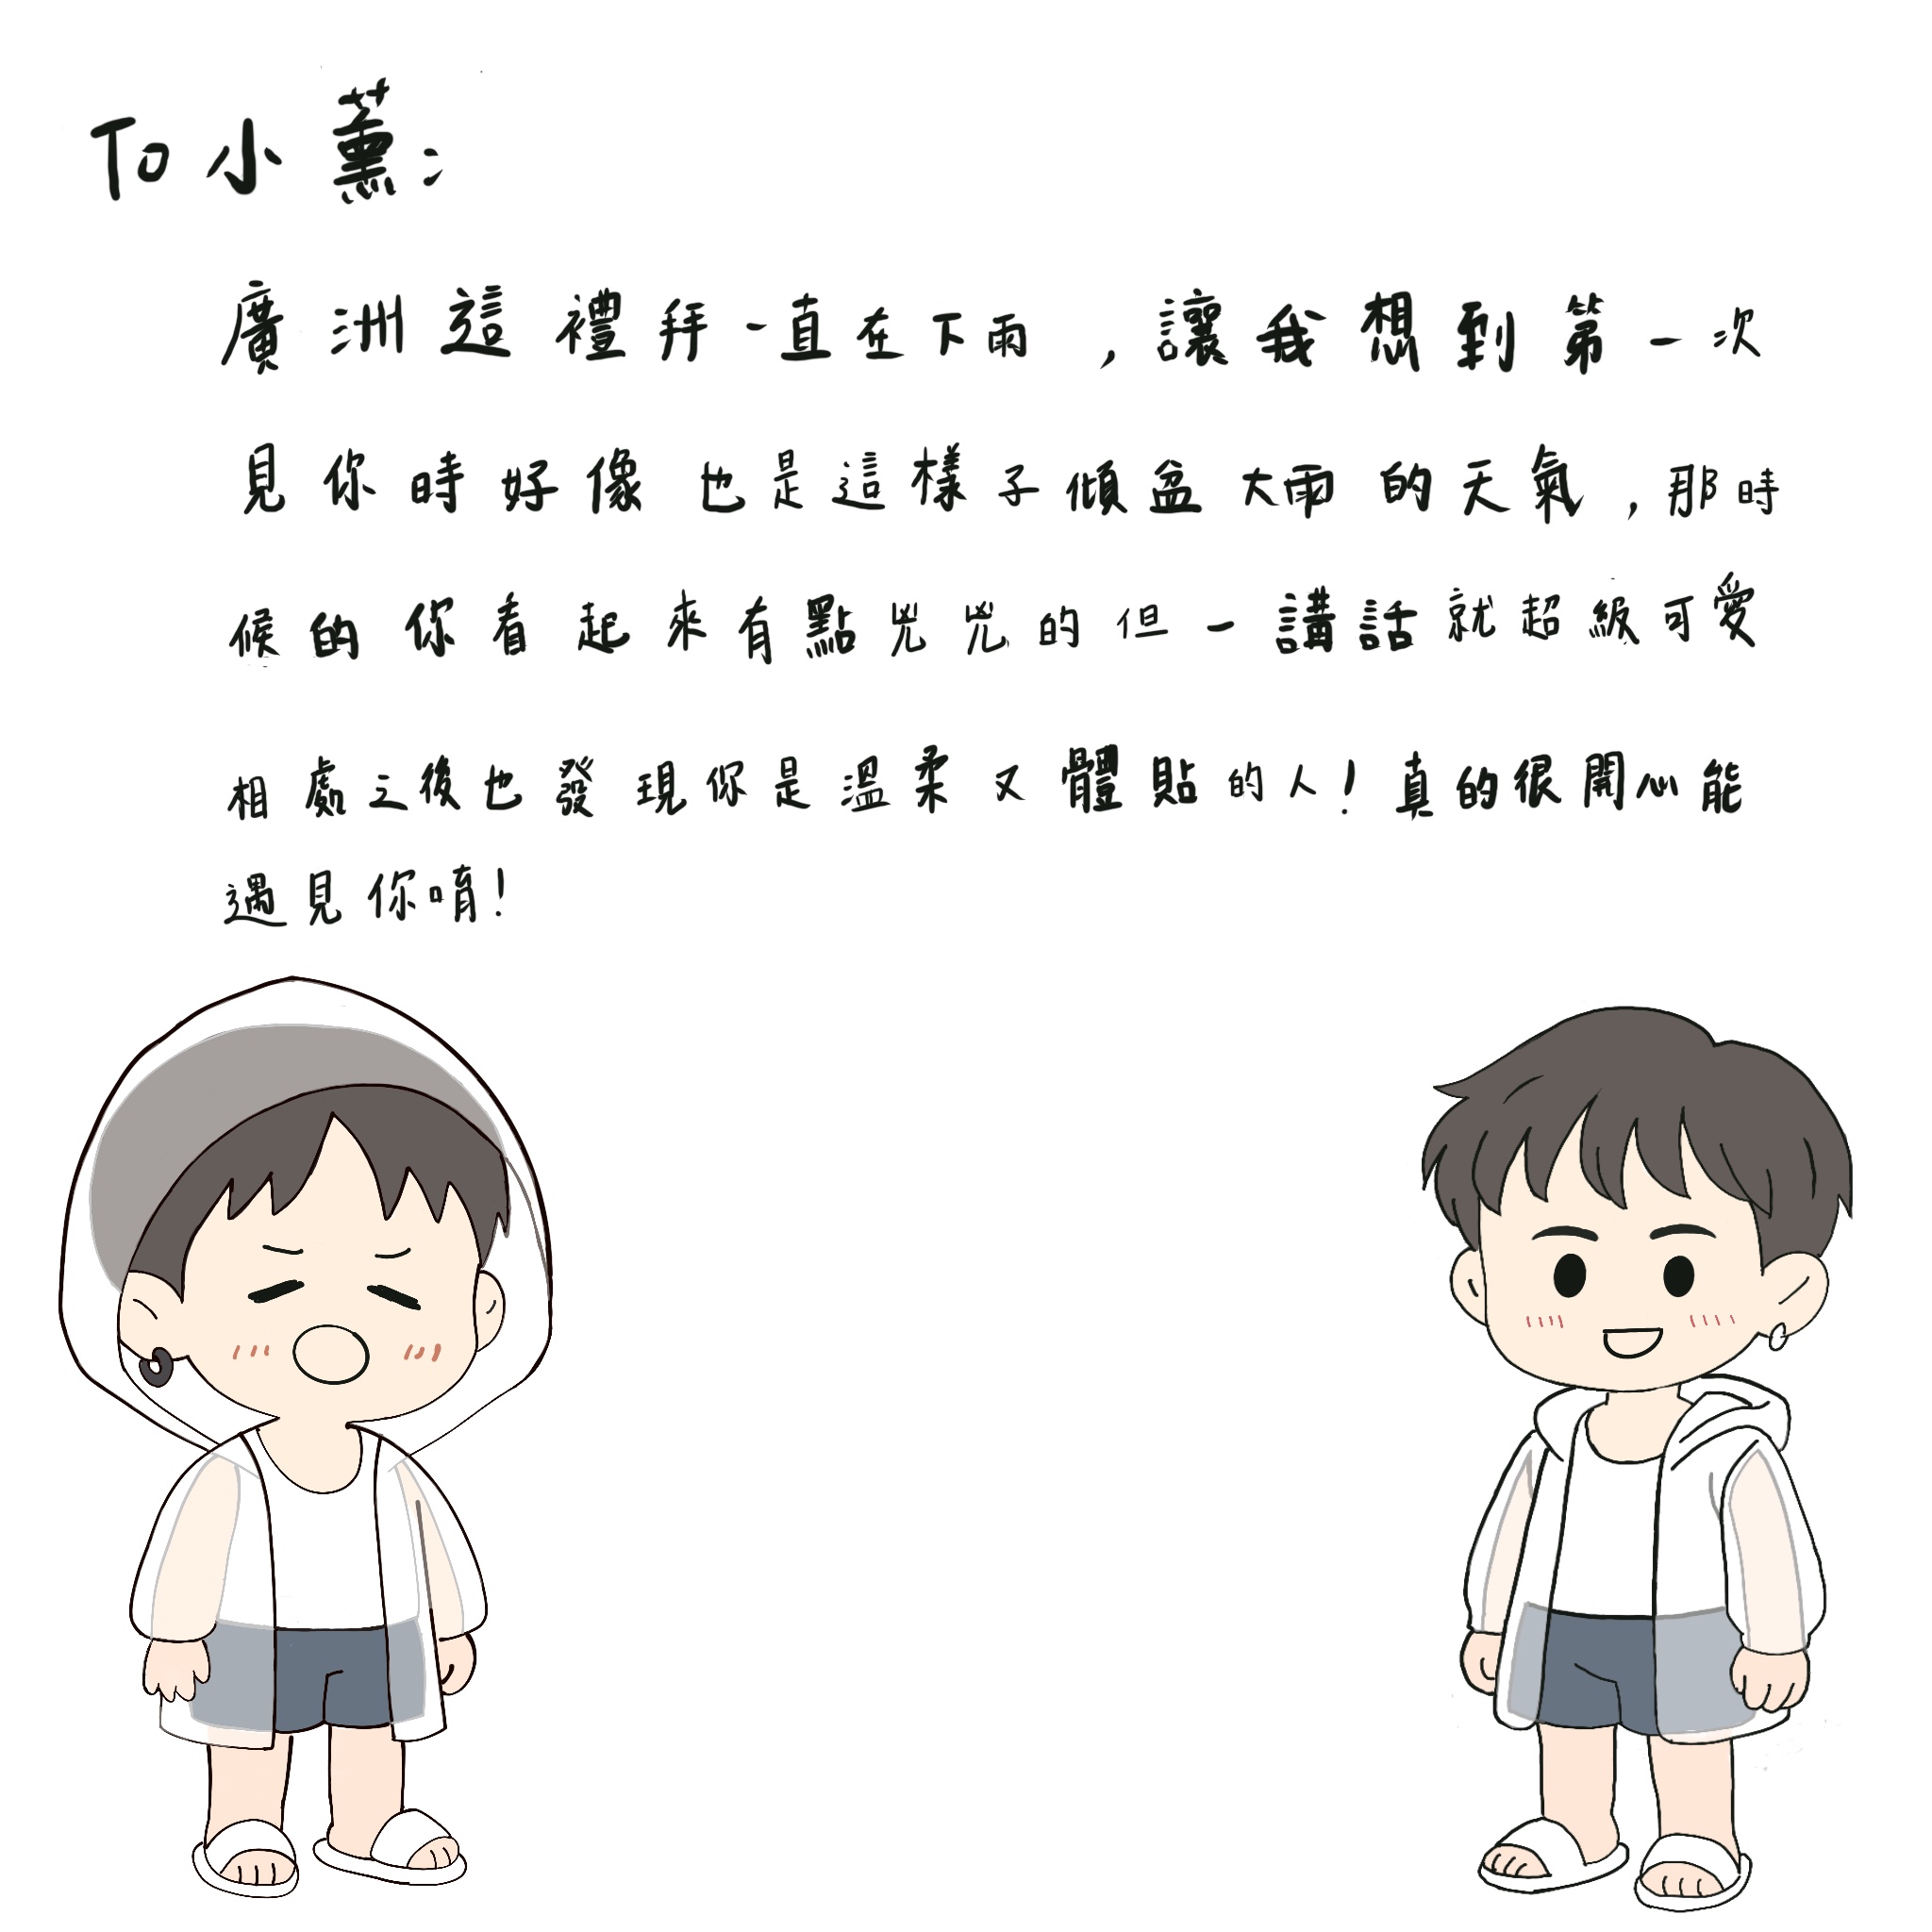 To 小薰:
廣洲這禮拜一直在下雨,讓我想到第一次
見你時好像也是這樣子傾盆大雨的天氣,那時
候的你看起來有點兇兇的但一講話就超級可愛
相處之後也發現你是溫柔又體貼的人!真的很開心能
遇見你唷!